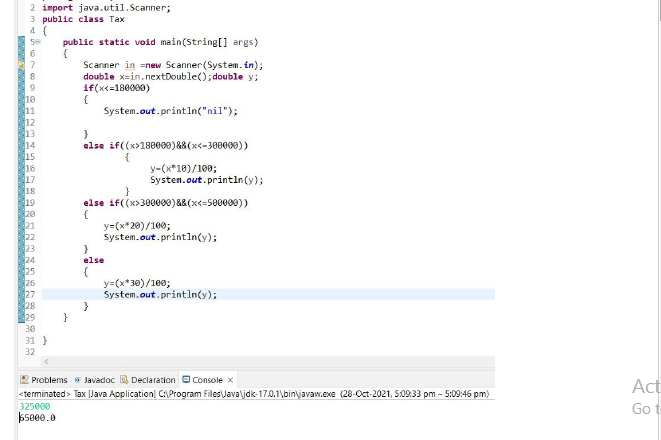 2 import java.util.Scanner;
3 public class Tax
4 {
5 public static void main(String[] args)
6 {
7 Scanner in =new Scanner(System.in);
8 double x=in.nextDouble();double y;
9 if(x<=180000)
10 {
11 System.out.println("nil");
12
13 }
14 else if((x>180000)&&(x<=300000))
15 {
16 y=(x*10)/100;
17 System.out.println(y);
18 }
19 else if((x>300000)&&(x<=500000))
20 {
21 y=(x*20)/100;
22 System.out.println(y);
23 }
24 else
25 {
26 y=(x*30)/100;
27 System.out.println(y);
28 }
29 }
30
31 }
32
Problems @ Javadoc Declaration Console ×
<terminated> Tax [Java Application] C:\Program Files\Java\jdk-17.0.1\bin\javaw.exe (28-Oct-2021, 5:09:33 pm – 5:09:46 pm)
325000
65000.0
Act
Go t